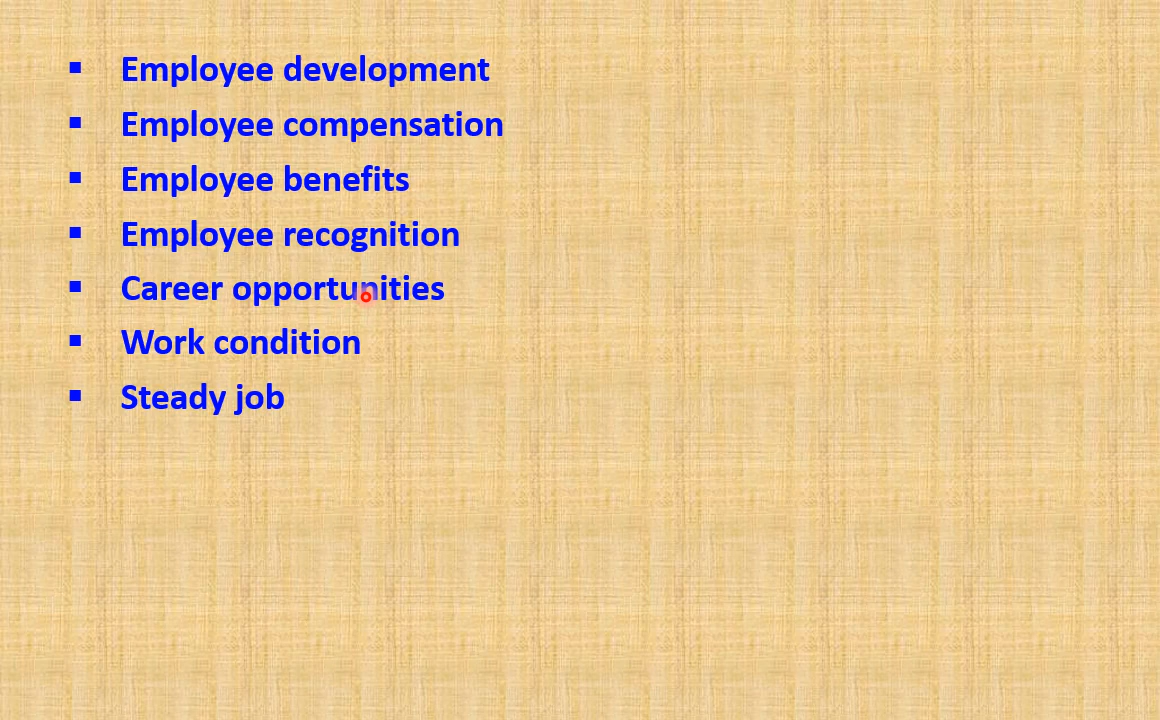 ▪ Employee development
▪ Employee compensation
▪ Employee benefits
▪ Employee recognition
▪ Career opportunities
▪ Work condition
▪ Steady job